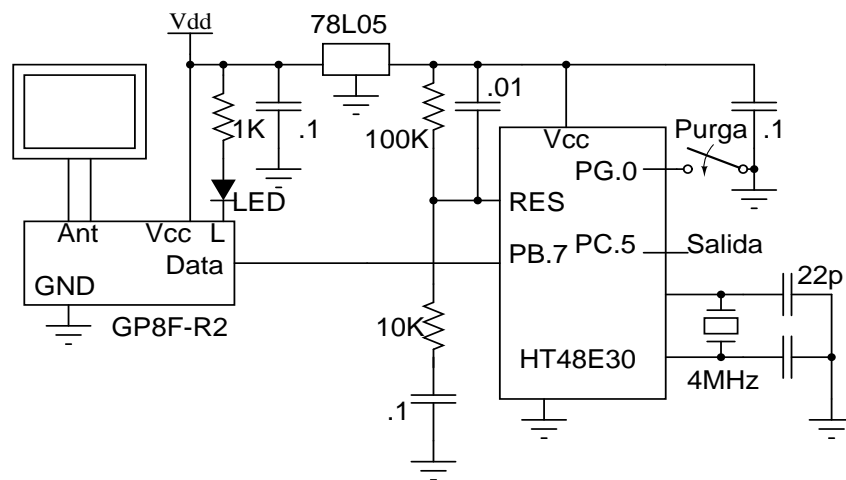 Vdd
78L05
.01
1K
.1
100K
Vcc
Purga
.1
PG.0
LED
RES
Ant
Vcc
L
Data
PB.7
PC.5
Salida
GND
22p
GP8F-R2
10K
HT48E30
4MHz
.1